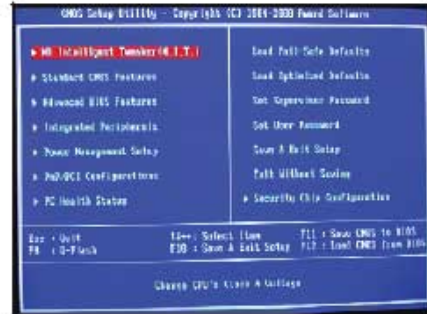 CMOS Setup Utility - Copyright (C) 1984-2008 Award Software
MB Intelligent Tweaker(M.I.T.)
Standard CMOS Features
Advanced BIOS Features
Integrated Peripherals
Power Management Setup
PnP/PCI Configurations
PC Health Status
Load Fail-Safe Defaults
Load Optimized Defaults
Set Supervisor Password
Set User Password
Save & Exit Setup
Exit Without Saving
Security Chip Configuration
Esc : Quit
F8 : Q-Flash
: Select Item
F10 : Save & Exit Setup
F11 : Save CMOS to BIOS
F12 : Load CMOS from BIOS
Change CPU's Clock & Voltage